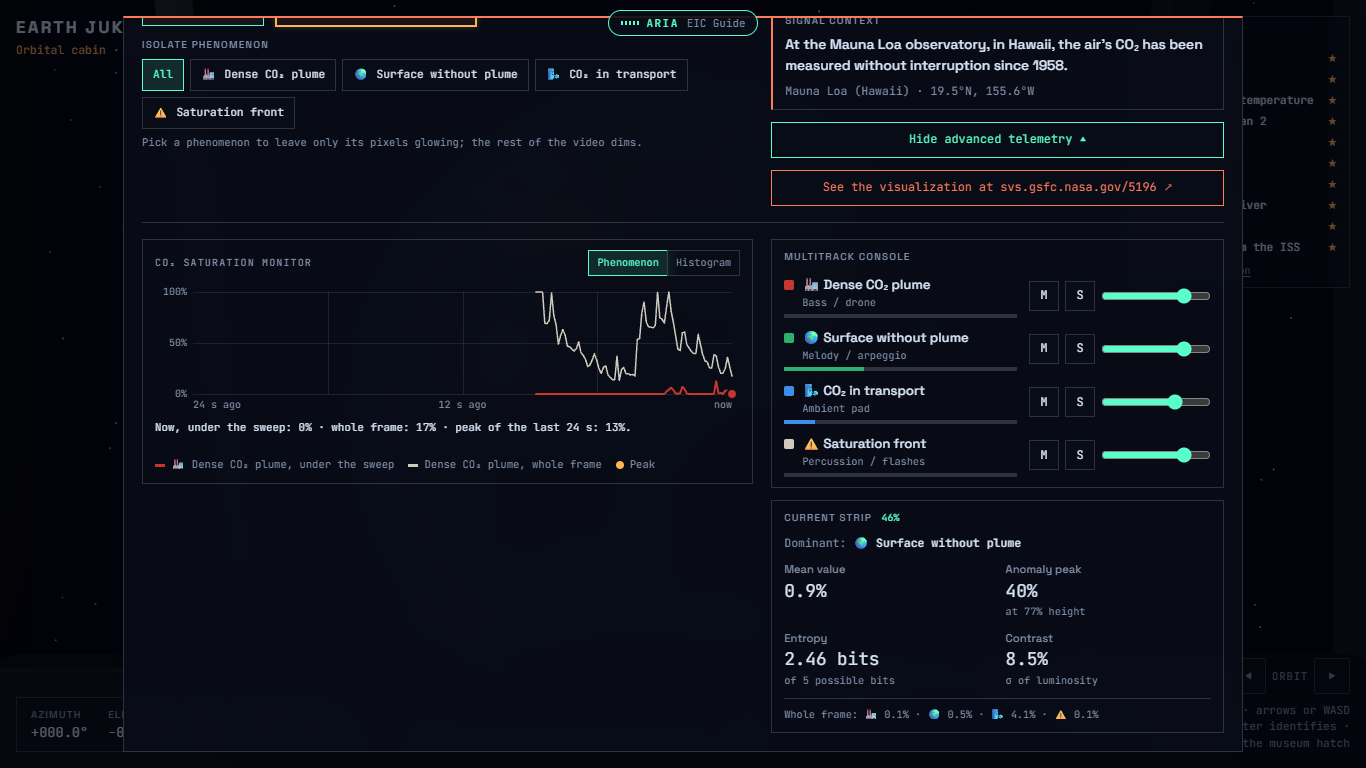 EARTH JUK
Orbital cabin ·
ARIA EIC Guide
ISOLATE PHENOMENON
All
Dense CO₂ plume
Surface without plume
CO₂ in transport
Saturation front
Pick a phenomenon to leave only its pixels glowing; the rest of the video dims.
SIGNAL CONTEXT
At the Mauna Loa observatory, in Hawaii, the air's CO₂ has been
measured without interruption since 1958.
Mauna Loa (Hawaii) · 19.5°N, 155.6°W
Hide advanced telemetry ▴
See the visualization at svs.gsfc.nasa.gov/5196 ↗
temperature ★
an 2 ★
iver ★
m the ISS ★
on
CO₂ SATURATION MONITOR
Phenomenon
Histogram
100%
50%
0%
24 s ago
12 s ago
now
Now, under the sweep: 0% · whole frame: 17% · peak of the last 24 s: 13%.
Dense CO₂ plume, under the sweep
Dense CO₂ plume, whole frame
Peak
MULTITRACK CONSOLE
Dense CO₂ plume
Bass / drone
M S
Surface without plume
Melody / arpeggio
M S
CO₂ in transport
Ambient pad
M S
Saturation front
Percussion / flashes
M S
CURRENT STRIP 46%
Dominant: Surface without plume
Mean value
0.9%
Anomaly peak
40%
at 77% height
Entropy
2.46 bits
of 5 possible bits
Contrast
8.5%
σ of luminosity
Whole frame: 0.1% · 0.5% · 4.1% · 0.1%
AZIMUTH
+000.0°
EL
-0
◀ ORBIT ▶
· arrows or WASD
ter identifies ·
the museum hatch